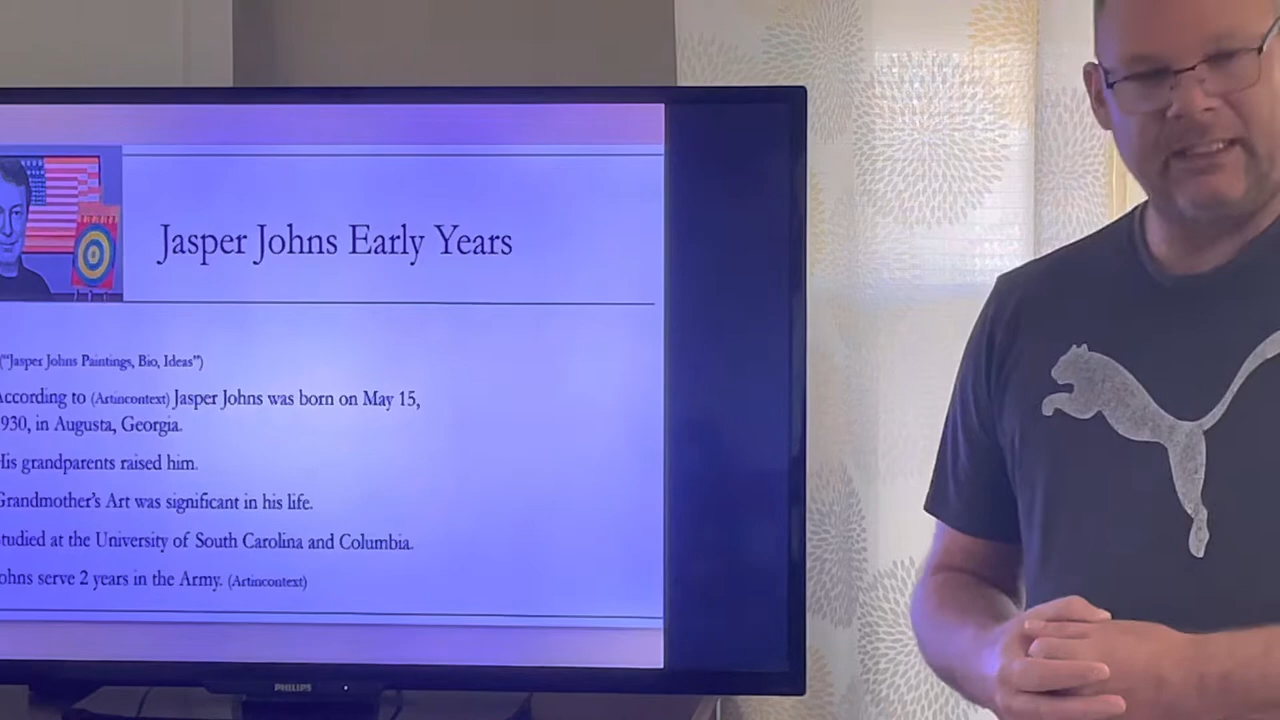 Jasper Johns Early Years
("Jasper Johns Paintings, Bio, Ideas")
According to (Artincontext) Jasper Johns was born on May 15,
930, in Augusta, Georgia.
His grandparents raised him.
Grandmother's Art was significant in his life.
tudied at the University of South Carolina and Columbia.
ohns serve 2 years in the Army. (Artincontext)
PHILIPS